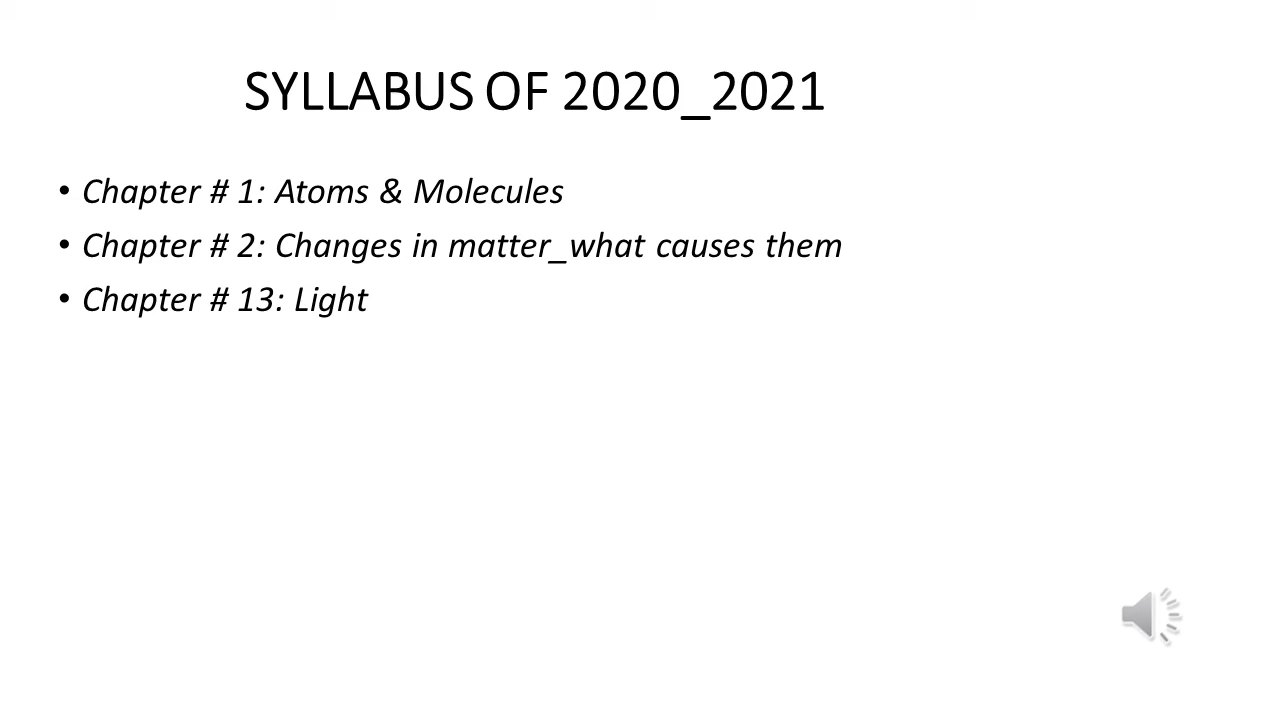 SYLLABUS OF 2020_2021
• Chapter # 1: Atoms & Molecules
• Chapter # 2: Changes in matter_what causes them
• Chapter # 13: Light